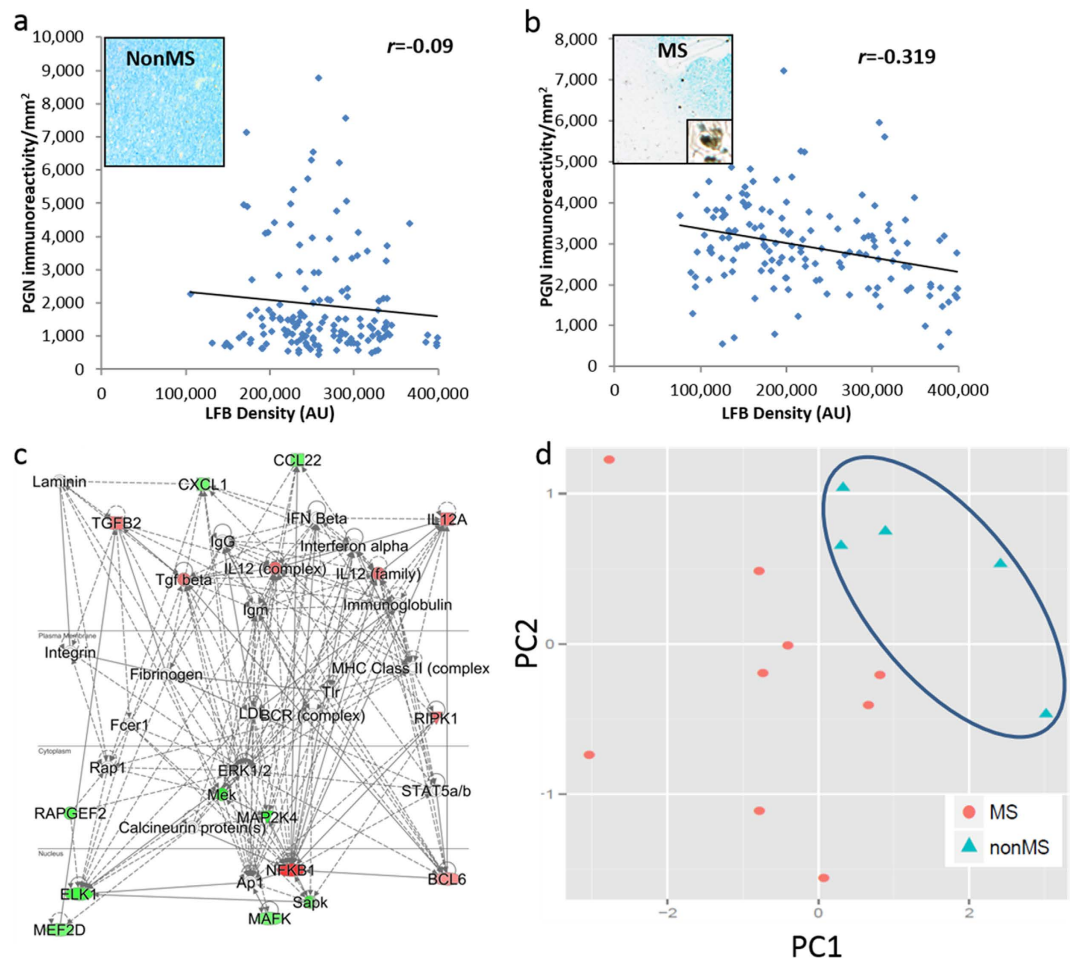 a
10,000
9,000
8,000
7,000
6,000
5,000
4,000
3,000
2,000
1,000
0
PGN immunoreactivity/mm2
NonMS
r=-0.09
0
100,000
200,000
300,000
400,000
LFB Density (AU)
b
8,000
7,000
6,000
5,000
4,000
3,000
2,000
1,000
0
PGN immunoreactivity/mm2
MS
r=-0.319
0
100,000
200,000
300,000
400,000
LFB Density (AU)
c
CCL22
Laminin
CXCL1
TGFB2
IFN Beta
IL12A
IgG
Interferon alpha
Tgf beta
IL12 (complex)
IL12 (family)
Igm
Immunoglobulin
Plasma Membrane
Integrin
Fibrinogen
MHC Class II (complex
Tlr
LDL
BCR (complex)
RIPK1
Fcer1
Cytoplasm
Rap1
ERK1/2
Mek
STAT5a/b
RAPGEF2
MAP2K4
Calcineurin protein(s)
Nucleus
NFKB1
Ap1
BCL6
ELK1
Sapk
MAFK
MEF2D
d
1
0
-1
PC2
-2
0
2
PC1
MS
nonMS